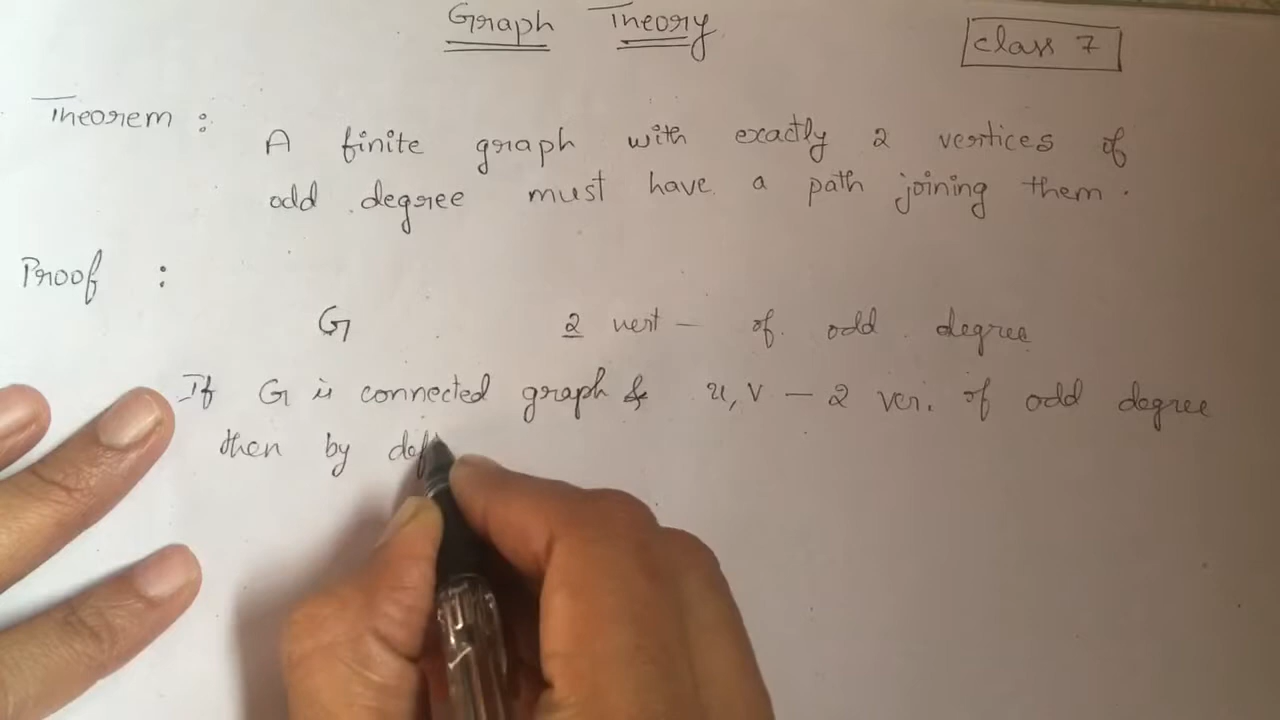 Graph Theory
class 7
Theorem :
A finite graph with exactly 2 vertices of
odd degree must have a path joining them.
Proof :
G 2 vert - of odd degree
If G is connected graph & u, v - 2 ver. of odd degree
then by def